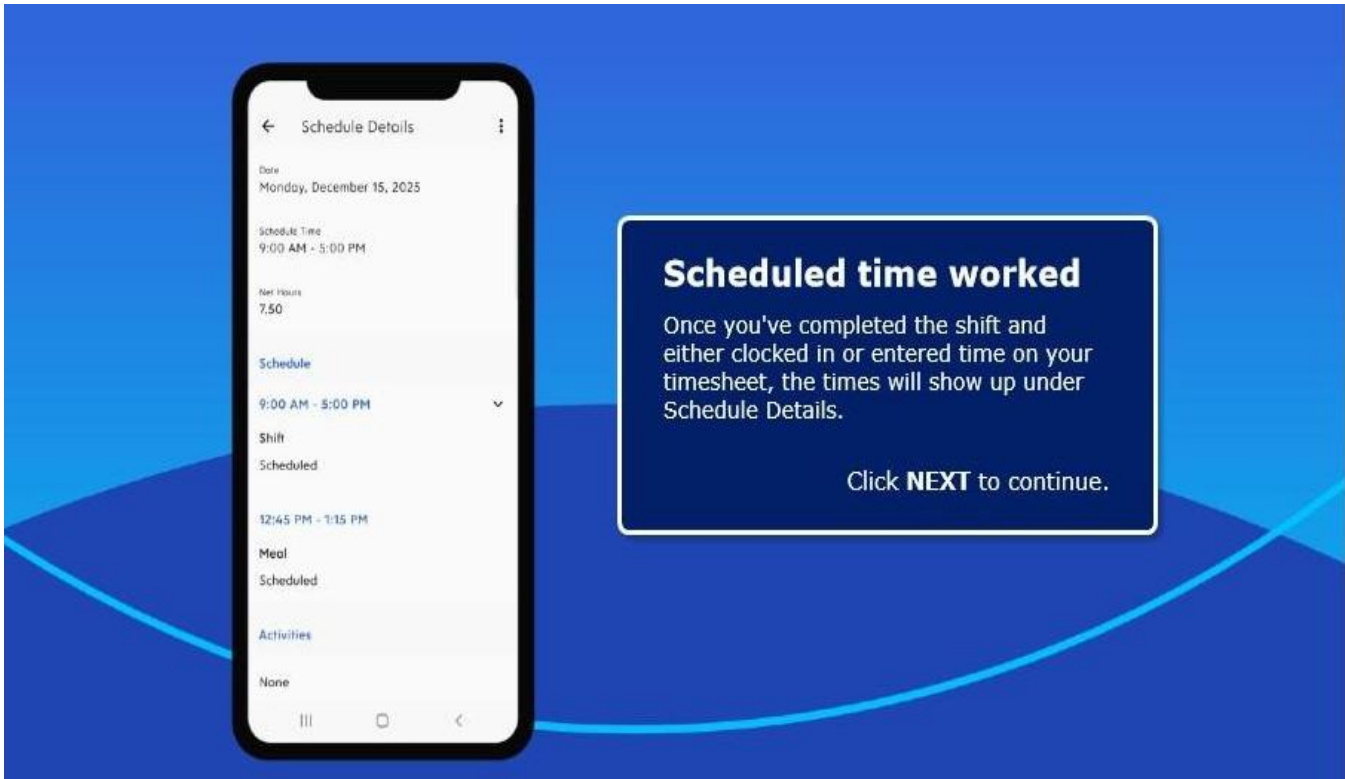 Schedule Details
Date
Monday, December 15, 2025
Schedule Time
9:00 AM - 5:00 PM
Net Hours
7.50
Schedule
9:00 AM - 5:00 PM
Shift
Scheduled
12:45 PM - 1:15 PM
Meal
Scheduled
Activities
None
Scheduled time worked
Once you've completed the shift and
either clocked in or entered time on your
timesheet, the times will show up under
Schedule Details.
Click NEXT to continue.